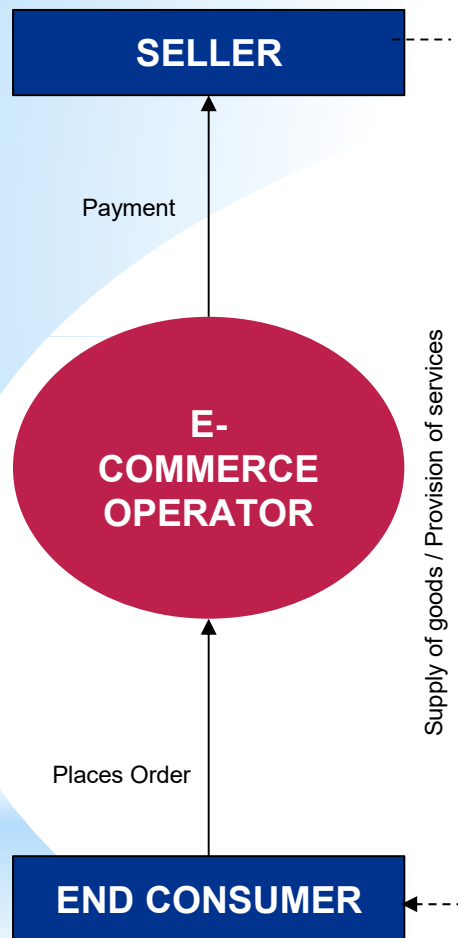 SELLER
Payment
E-
COMMERCE
OPERATOR
Supply of goods / Provision of services
Places Order
END CONSUMER